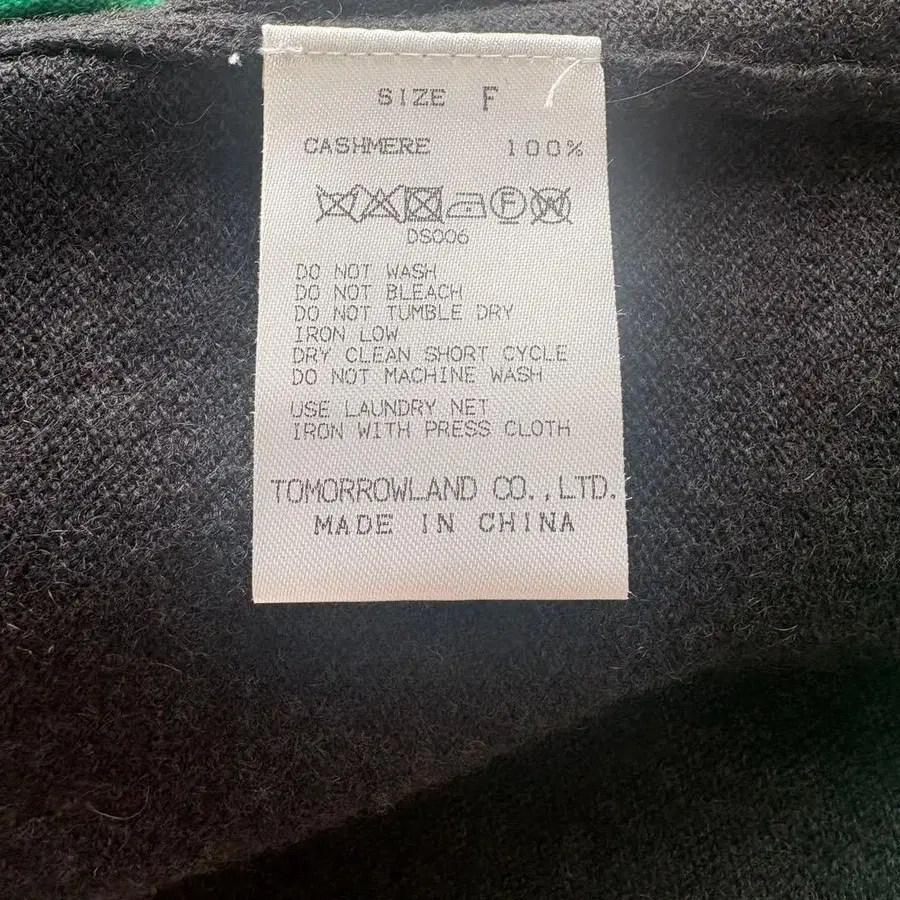 SIZE F
CASHMERE 100%
F W
DS006
DO NOT WASH
DO NOT BLEACH
DO NOT TUMBLE DRY
IRON LOW
DRY CLEAN SHORT CYCLE
DO NOT MACHINE WASH
USE LAUNDRY NET
IRON WITH PRESS CLOTH
TOMORROWLAND CO.,LTD.
MADE IN CHINA